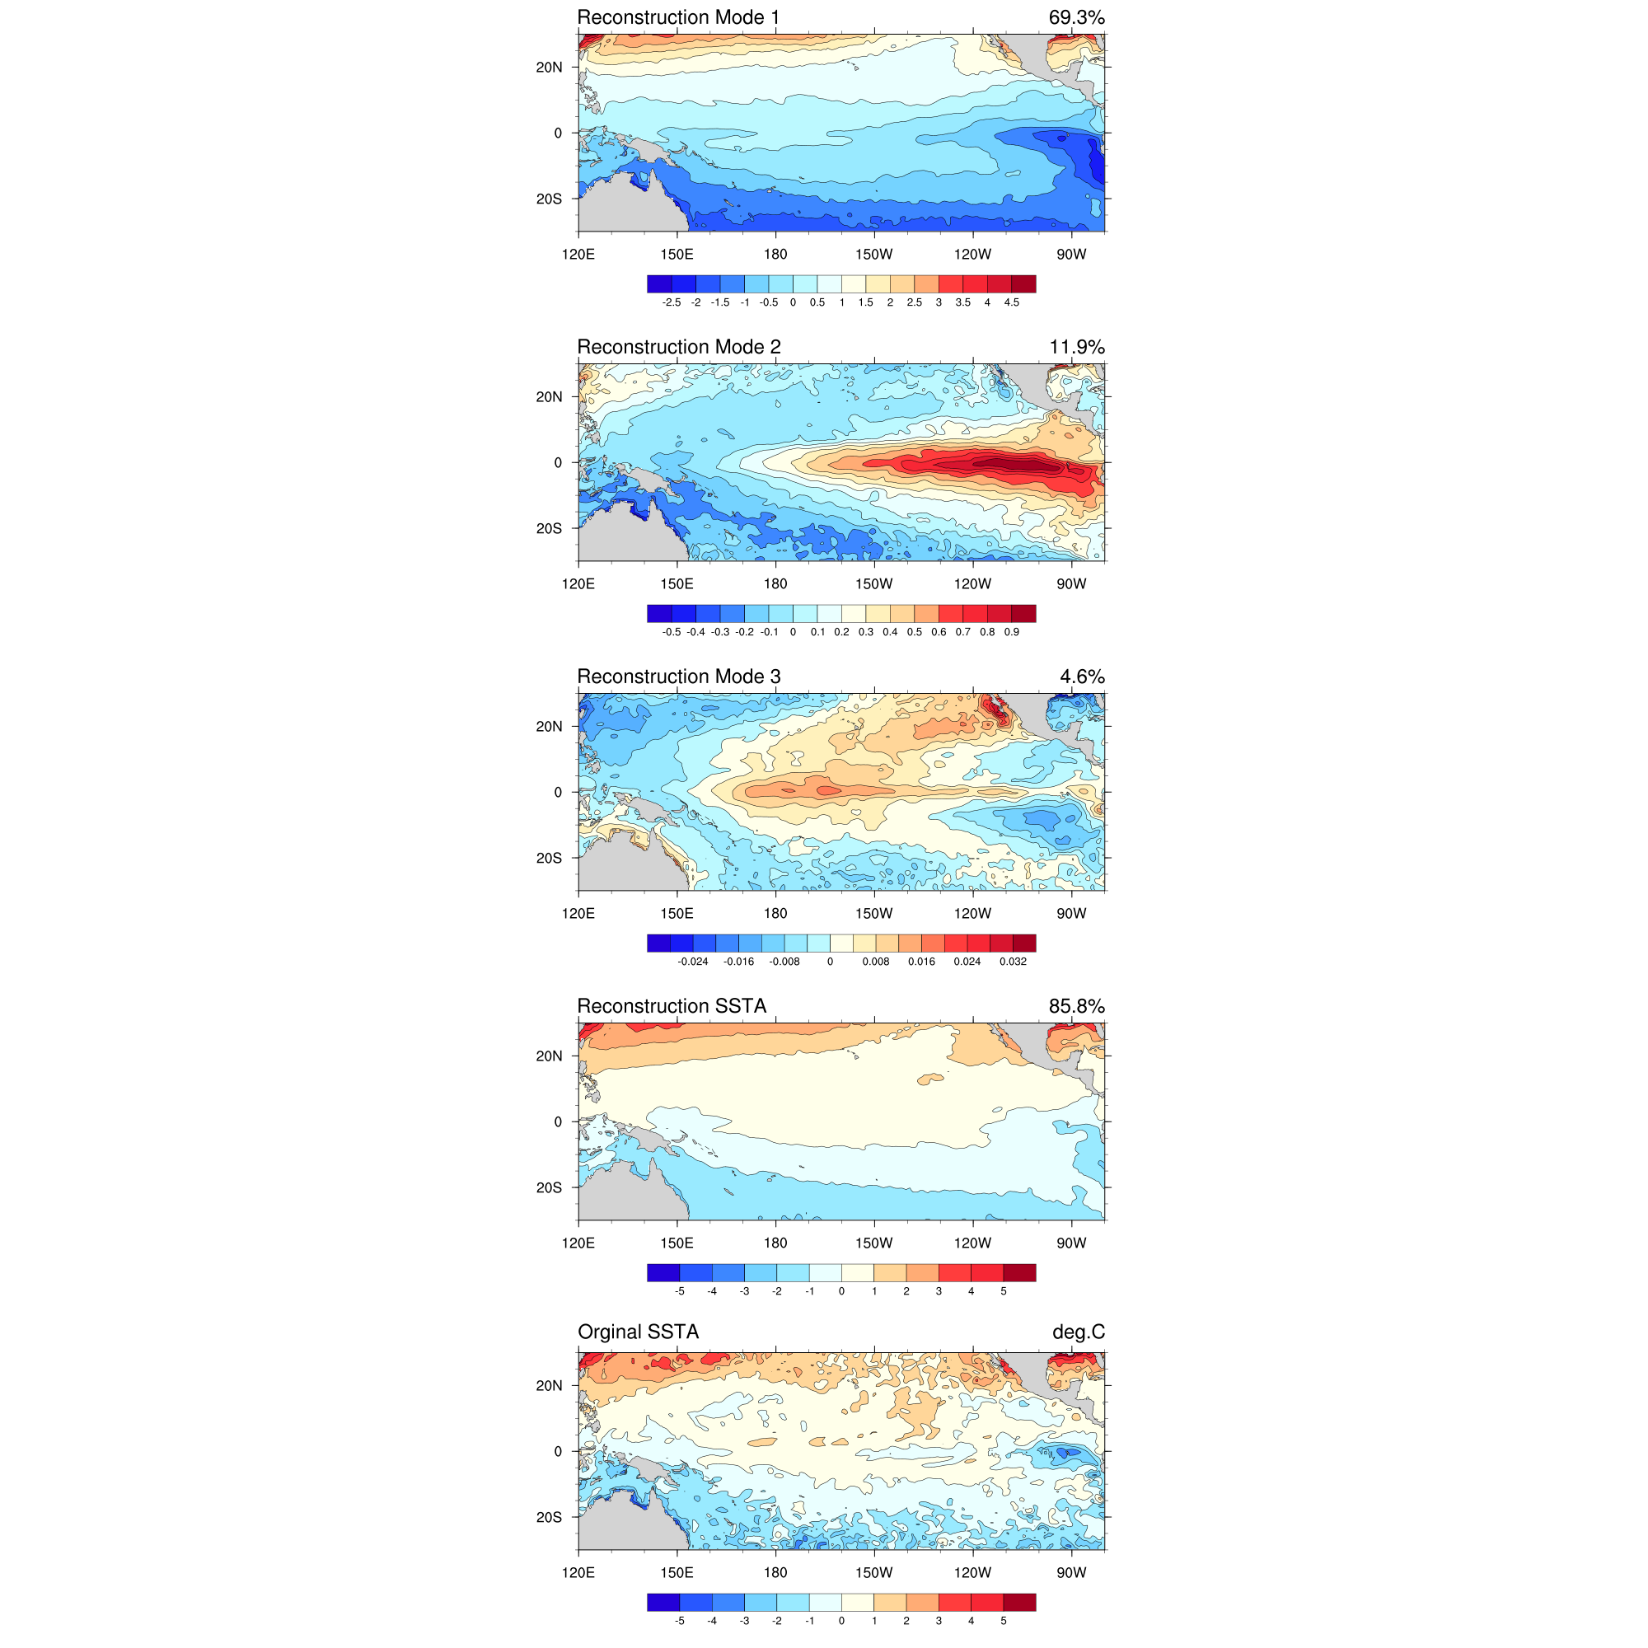 Reconstruction Mode 1 69.3%
20N
0
20S
120E 150E 180 150W 120W 90W
-2.5 -2 -1.5 -1 -0.5 0 0.5 1 1.5 2 2.5 3 3.5 4 4.5
Reconstruction Mode 2 11.9%
20N
0
20S
120E 150E 180 150W 120W 90W
-0.5 -0.4 -0.3 -0.2 -0.1 0 0.1 0.2 0.3 0.4 0.5 0.6 0.7 0.8 0.9
Reconstruction Mode 3 4.6%
20N
0
20S
120E 150E 180 150W 120W 90W
-0.024 -0.016 -0.008 0 0.008 0.016 0.024 0.032
Reconstruction SSTA 85.8%
20N
0
20S
120E 150E 180 150W 120W 90W
-5 -4 -3 -2 -1 0 1 2 3 4 5
Orginal SSTA deg.C
20N
0
20S
120E 150E 180 150W 120W 90W
-5 -4 -3 -2 -1 0 1 2 3 4 5